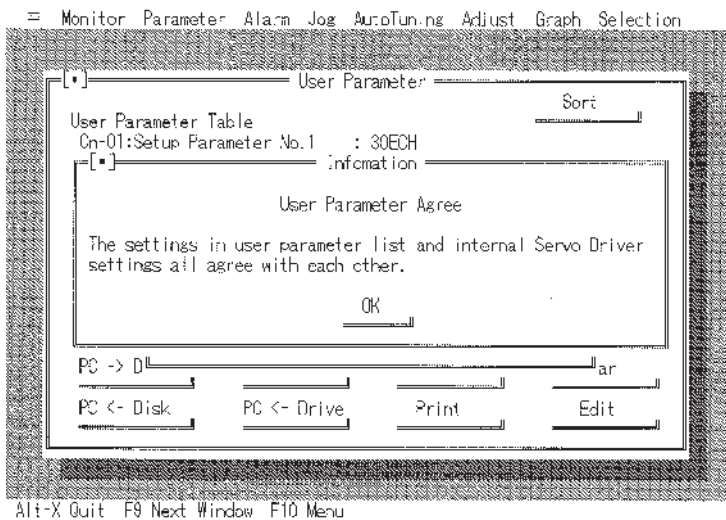 Monitor Parameter Alarm Jog AutoTuning Adjust Graph Selection
User Parameter
Sort
User Parameter Table
Cn-01:Setup Parameter No.1 : 30ECH
Infomation
User Parameter Agree
The settings in user parameter list and internal Servo Driver
settings all agree with each other.
OK
PC -> D ar
PC <- Disk PC <- Drive Print Edit
Alt-X Quit F9 Next Window F10 Menu